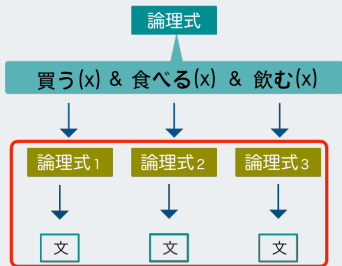 論理式
買う(x) & 食べる(x) & 飲む(x)
論理式1 論理式2 論理式3
文 文 文